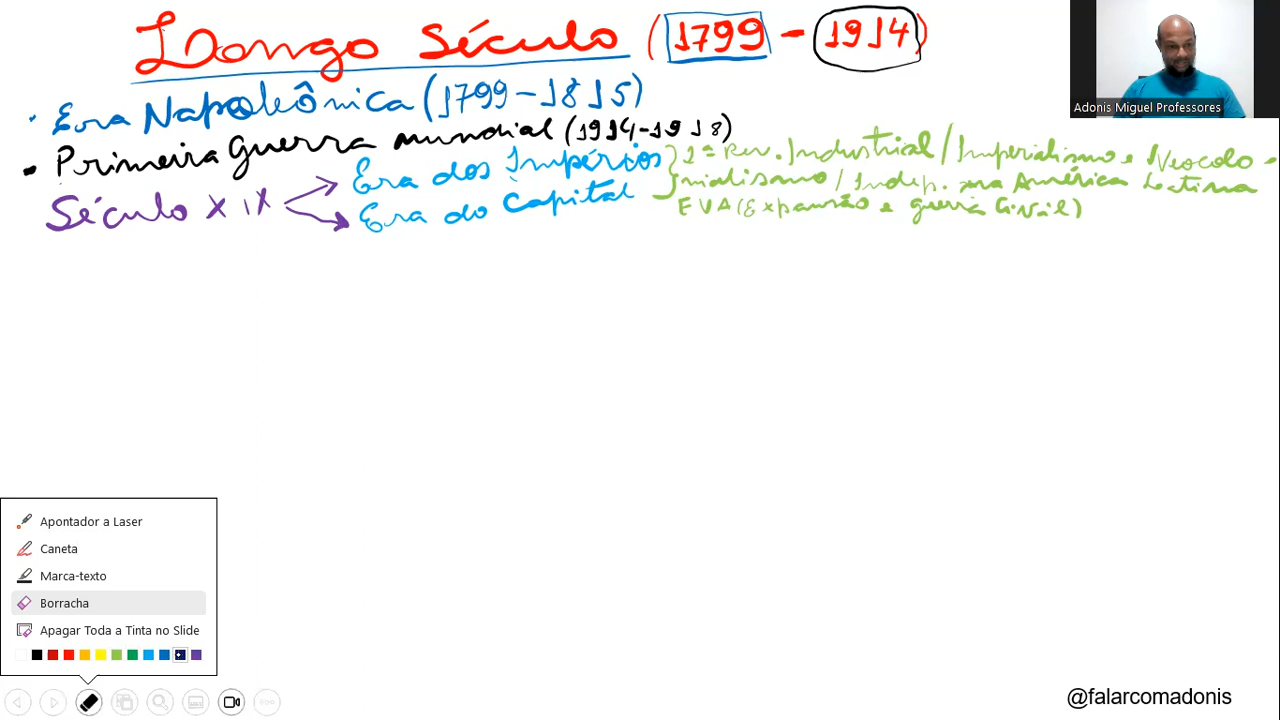 Longo Século (1799 - 1914)
Adonis Miguel Professores
• Era Napoleônica (1799 - 1815)
• Primeira Guerra mundial (1914-1918)
Século XIX
Era dos Impérios
Era do Capital
1ª Rev. Industrial / Imperialismo e Neocolo -
nialismo / Indep. na América Latina
EUA (Expansão e guerra Civil)
Apontador a Laser
Caneta
Marca-texto
Borracha
Apagar Toda a Tinta no Slide
@falarcomadonis